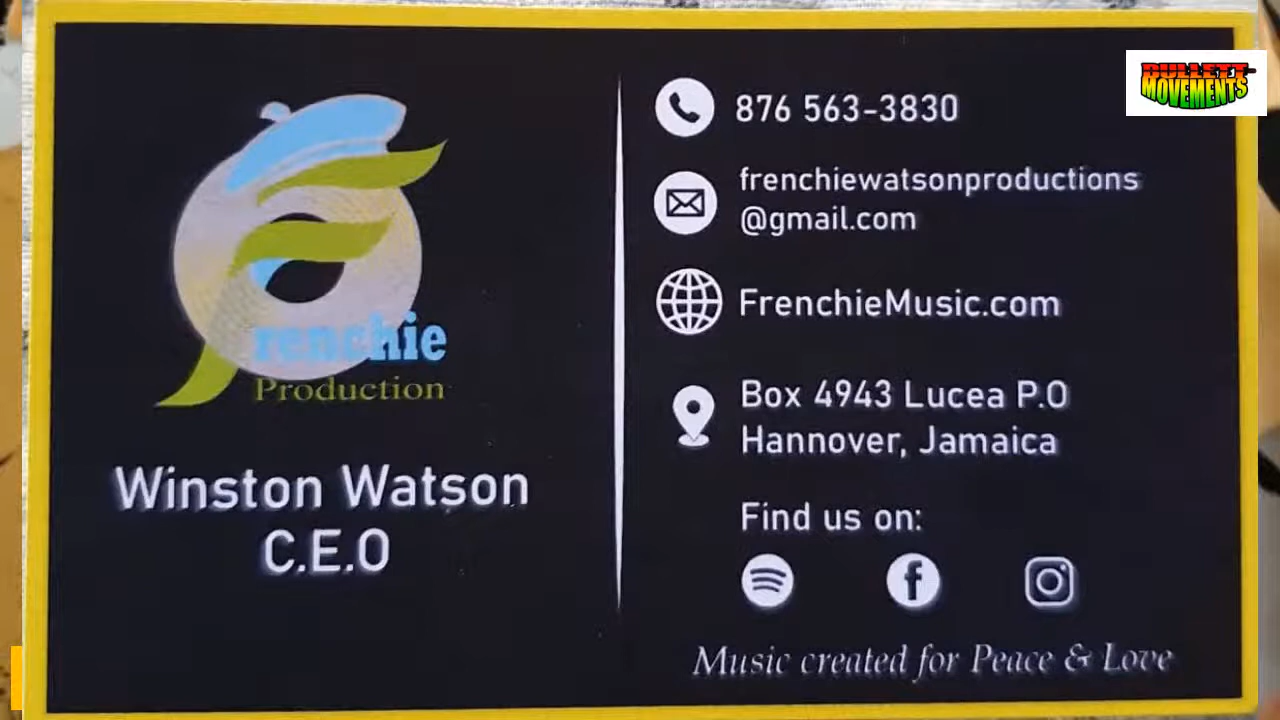 BULLETT
MOVEMENTS
Frenchie
Production
Winston Watson
C.E.O
876 563-3830
frenchiewatsonproductions
@gmail.com
FrenchieMusic.com
Box 4943 Lucea P.O
Hannover, Jamaica
Find us on:
Music created for Peace & Love